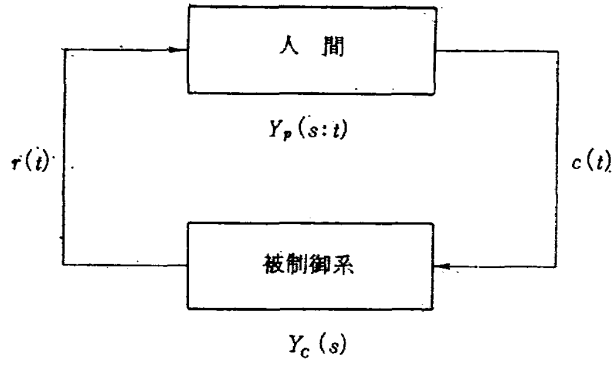 人 間
Y_p(s:t)
r(t)
c(t)
被制御系
Y_c(s)